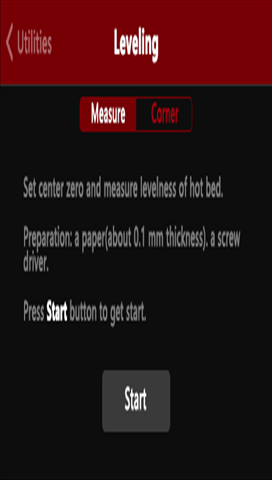 Utilities
Leveling
Measure
Corner
Set center zero and measure levelness of hot bed.
Preparation: a paper(about 0.1 mm thickness). a screw
driver.
Press Start button to get start.
Start